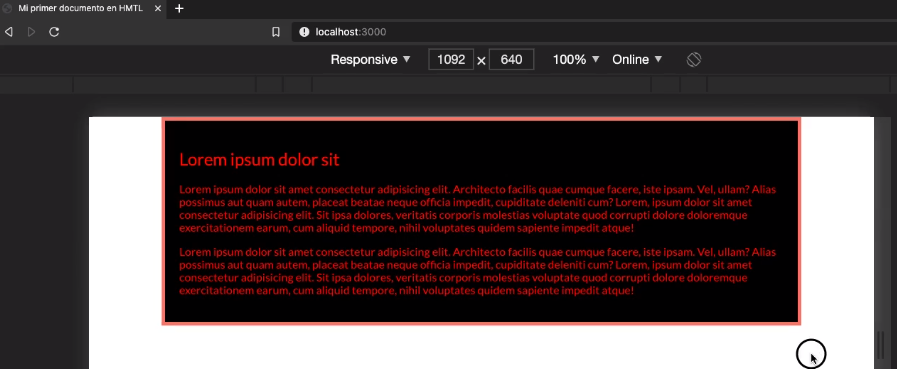 Mi primer documento en HMTL
localhost:3000
Responsive 1092 × 640 100% Online
Lorem ipsum dolor sit
Lorem ipsum dolor sit amet consectetur adipisicing elit. Architecto facilis quae cumque facere, iste ipsam. Vel, ullam? Alias
possimus aut quam autem, placeat beatae neque officia impedit, cupiditate deleniti cum? Lorem, ipsum dolor sit amet
consectetur adipisicing elit. Sit ipsa dolores, veritatis corporis molestias voluptate quod corrupti dolore doloremque
exercitationem earum, cum aliquid tempore, nihil voluptates quidem sapiente impedit atque!
Lorem ipsum dolor sit amet consectetur adipisicing elit. Architecto facilis quae cumque facere, iste ipsam. Vel, ullam? Alias
possimus aut quam autem, placeat beatae neque officia impedit, cupiditate deleniti cum? Lorem, ipsum dolor sit amet
consectetur adipisicing elit. Sit ipsa dolores, veritatis corporis molestias voluptate quod corrupti dolore doloremque
exercitationem earum, cum aliquid tempore, nihil voluptates quidem sapiente impedit atque!